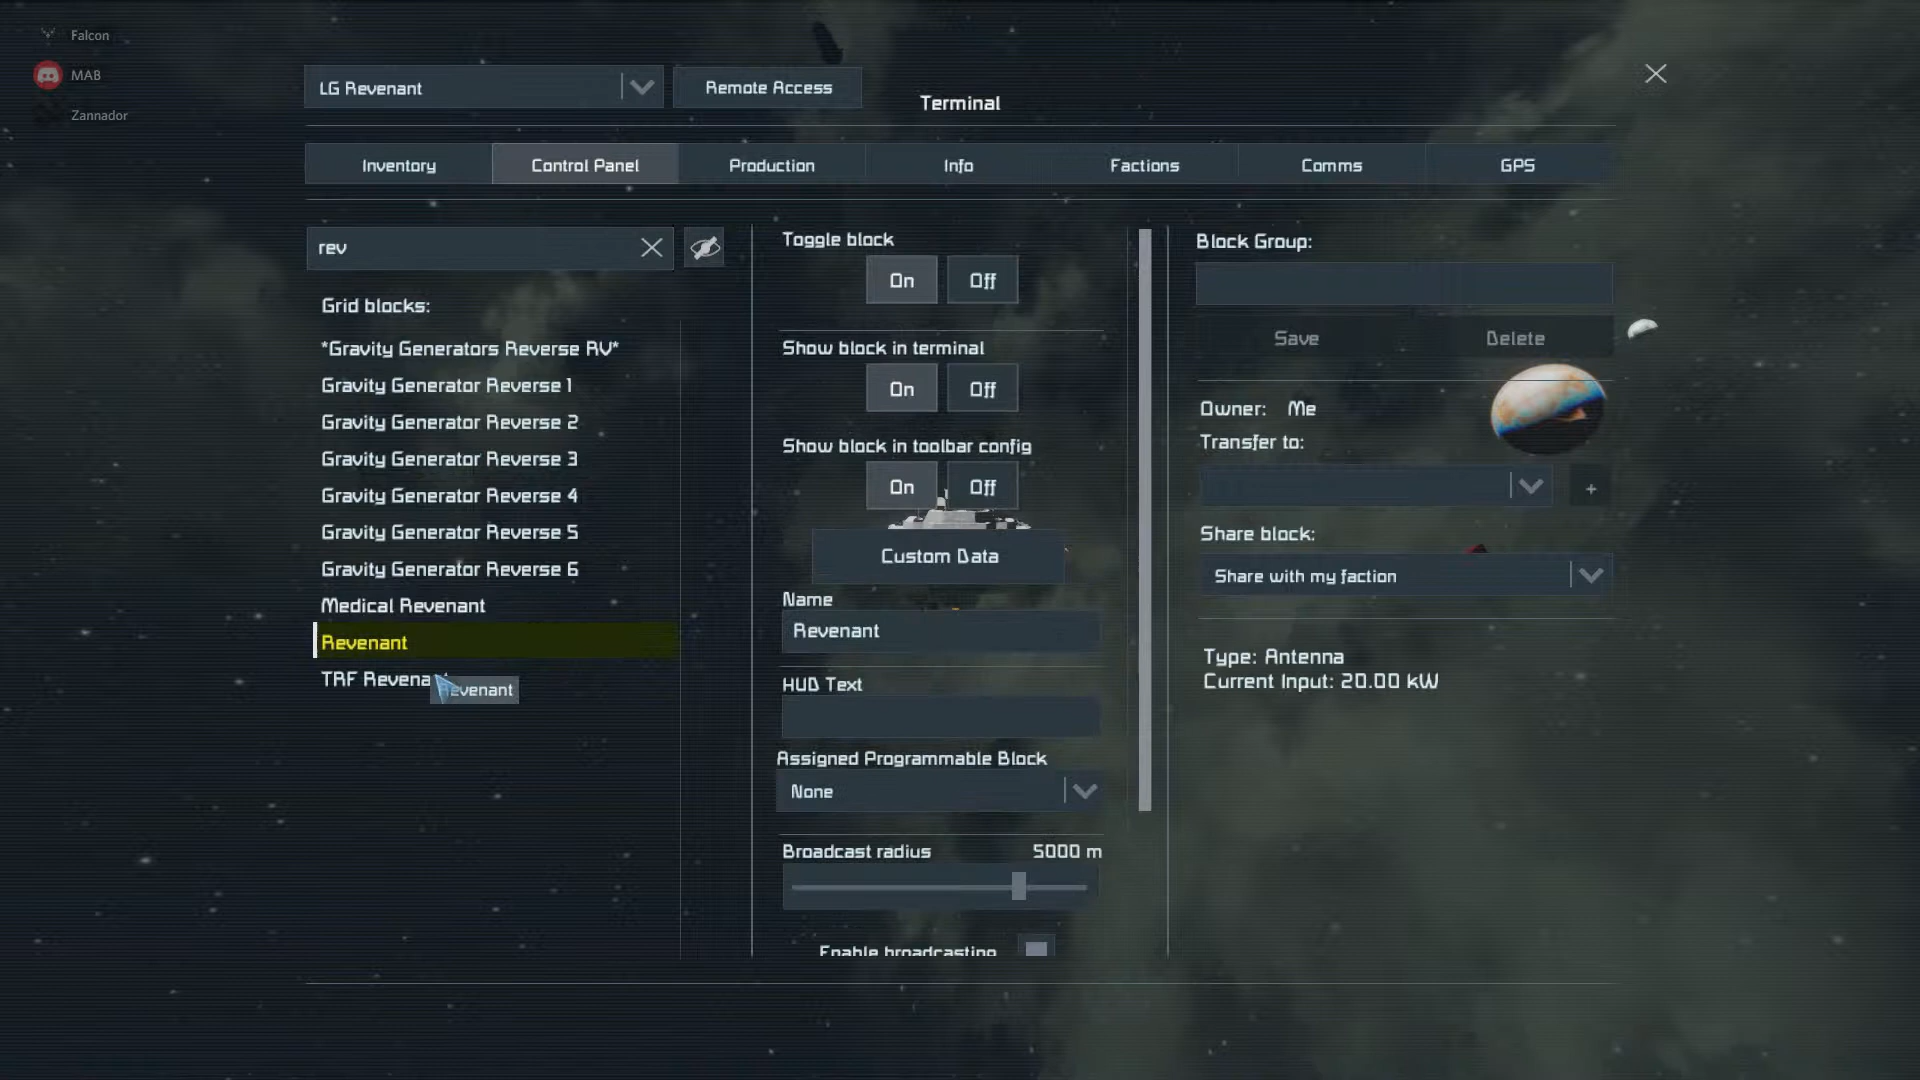 Falcon
MAB
Zannador
LG Revenant
Remote Access
Terminal
Inventory
Control Panel
Production
Info
Factions
Comms
GPS
rev
Grid blocks:
*Gravity Generators Reverse RV*
Gravity Generator Reverse 1
Gravity Generator Reverse 2
Gravity Generator Reverse 3
Gravity Generator Reverse 4
Gravity Generator Reverse 5
Gravity Generator Reverse 6
Medical Revenant
Revenant
TRF Revena
Revenant
Toggle block
On Off
Show block in terminal
On Off
Show block in toolbar config
On Off
Custom Data
Name
Revenant
HUD Text
Assigned Programmable Block
None
Broadcast radius 5000 m
Enable broadcasting
Block Group:
Save Delete
Owner: Me
Transfer to:
+
Share block:
Share with my faction
Type: Antenna
Current Input: 20.00 kW